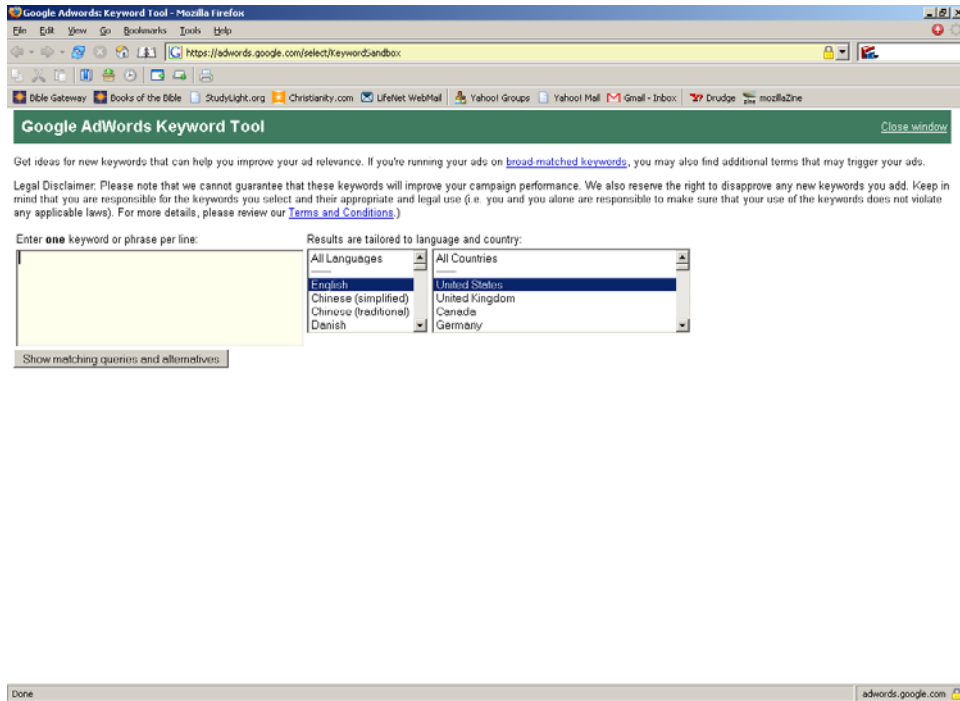 Google Adwords: Keyword Tool - Mozilla Firefox
File Edit View Go Bookmarks Tools Help
https://adwords.google.com/select/KeywordSandbox
Bible Gateway Books of the Bible StudyLight.org Christianity.com LifeNet WebMail Yahoo! Groups Yahoo! Mail Gmail - Inbox Drudge mozillaZine
Google AdWords Keyword Tool Close window
Get ideas for new keywords that can help you improve your ad relevance. If you're running your ads on broad-matched keywords, you may also find additional terms that may trigger your ads.
Legal Disclaimer: Please note that we cannot guarantee that these keywords will improve your campaign performance. We also reserve the right to disapprove any new keywords you add. Keep in
mind that you are responsible for the keywords you select and their appropriate and legal use (i.e. you and you alone are responsible to make sure that your use of the keywords does not violate
any applicable laws). For more details, please review our Terms and Conditions.)
Enter one keyword or phrase per line: Results are tailored to language and country:
All Languages All Countries
English United States
Chinese (simplified) United Kingdom
Chinese (traditional) Canada
Danish Germany
Show matching queries and alternatives
Done adwords.google.com